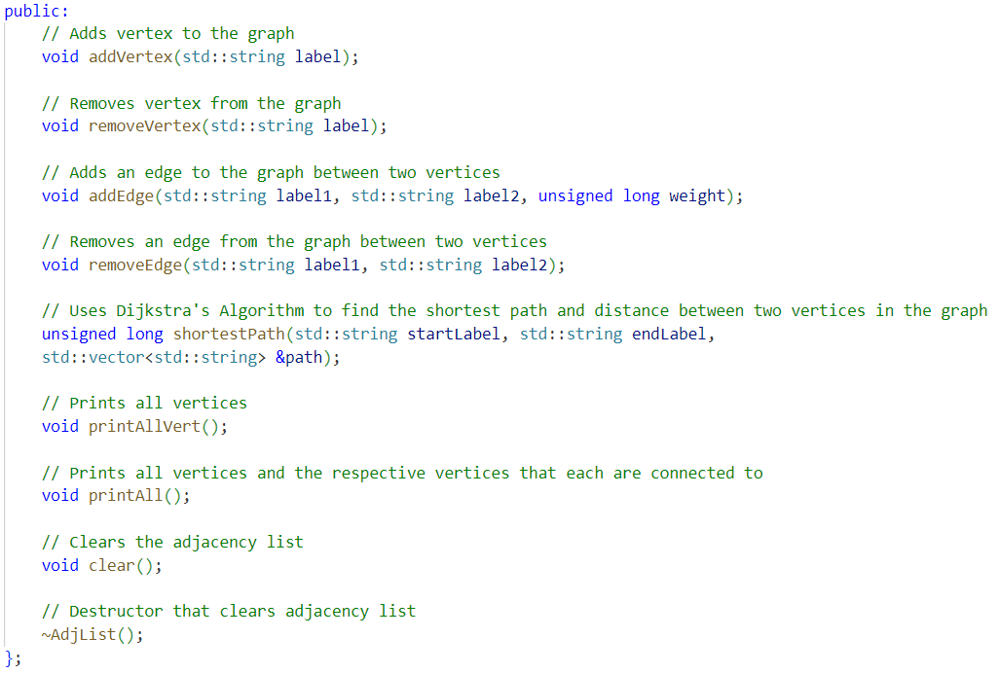 public:
    // Adds vertex to the graph
    void addVertex(std::string label);

    // Removes vertex from the graph
    void removeVertex(std::string label);

    // Adds an edge to the graph between two vertices
    void addEdge(std::string label1, std::string label2, unsigned long weight);

    // Removes an edge from the graph between two vertices
    void removeEdge(std::string label1, std::string label2);

    // Uses Dijkstra's Algorithm to find the shortest path and distance between two vertices in the graph
    unsigned long shortestPath(std::string startLabel, std::string endLabel,
    std::vector<std::string> &path);

    // Prints all vertices
    void printAllVert();

    // Prints all vertices and the respective vertices that each are connected to
    void printAll();

    // Clears the adjacency list
    void clear();

    // Destructor that clears adjacency list
    ~AdjList();
};